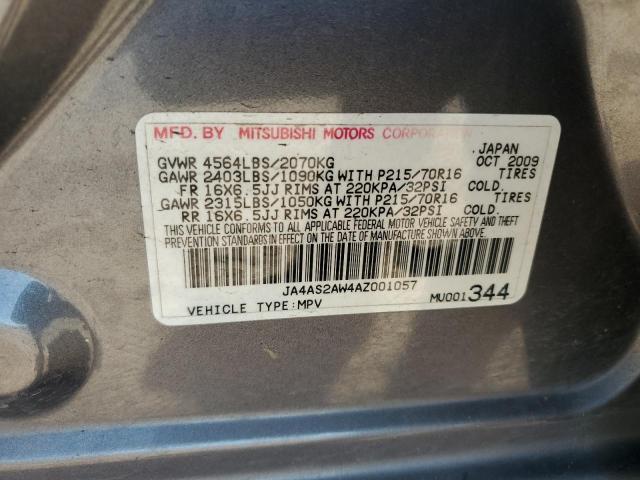 MFD. BY MITSUBISHI MOTORS CORPORATION
JAPAN
GVWR 4564LBS/2070KG OCT 2009
GAWR 2403LBS/1090KG WITH P215/70R16 TIRES
FR 16X6.5JJ RIMS AT 220KPA/32PSI COLD.
GAWR 2315LBS/1050KG WITH P215/70R16 TIRES
RR 16X6.5JJ RIMS AT 220KPA/32PSI COLD.
THIS VEHICLE CONFORMS TO ALL APPLICABLE FEDERAL MOTOR VEHICLE SAFETY AND THEFT
PREVENTION STANDARDS IN EFFECT ON THE DATE OF MANUFACTURE SHOWN ABOVE.
JA4AS2AW4AZ001057
VEHICLE TYPE:MPV MU001344